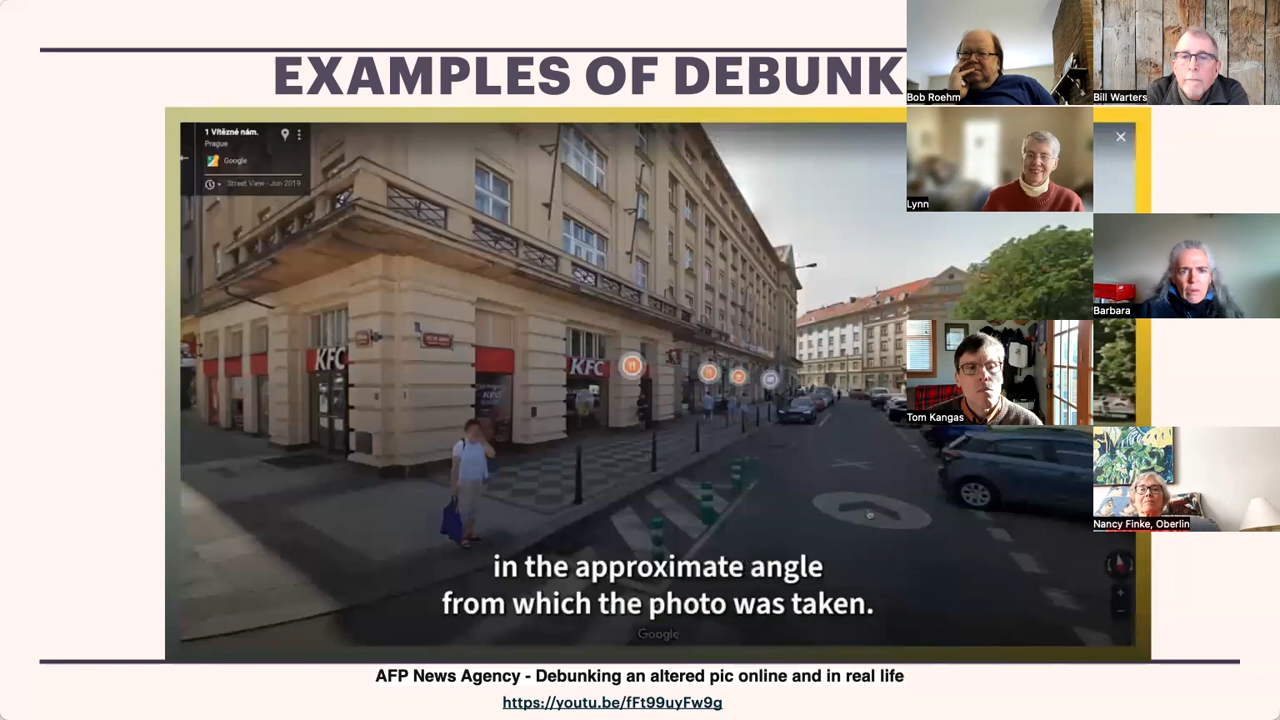 EXAMPLES OF DEBUNK
Bob Roehm
Bill Warters
1 Vítězné nám.
Prague
Google
Street View - Jun 2019
Lynn
Barbara
KFC
KFC
KFC
Tom Kangas
Nancy Finke, Oberlin
in the approximate angle
from which the photo was taken.
Google
AFP News Agency - Debunking an altered pic online and in real life
https://youtu.be/fFt99uyFw9g